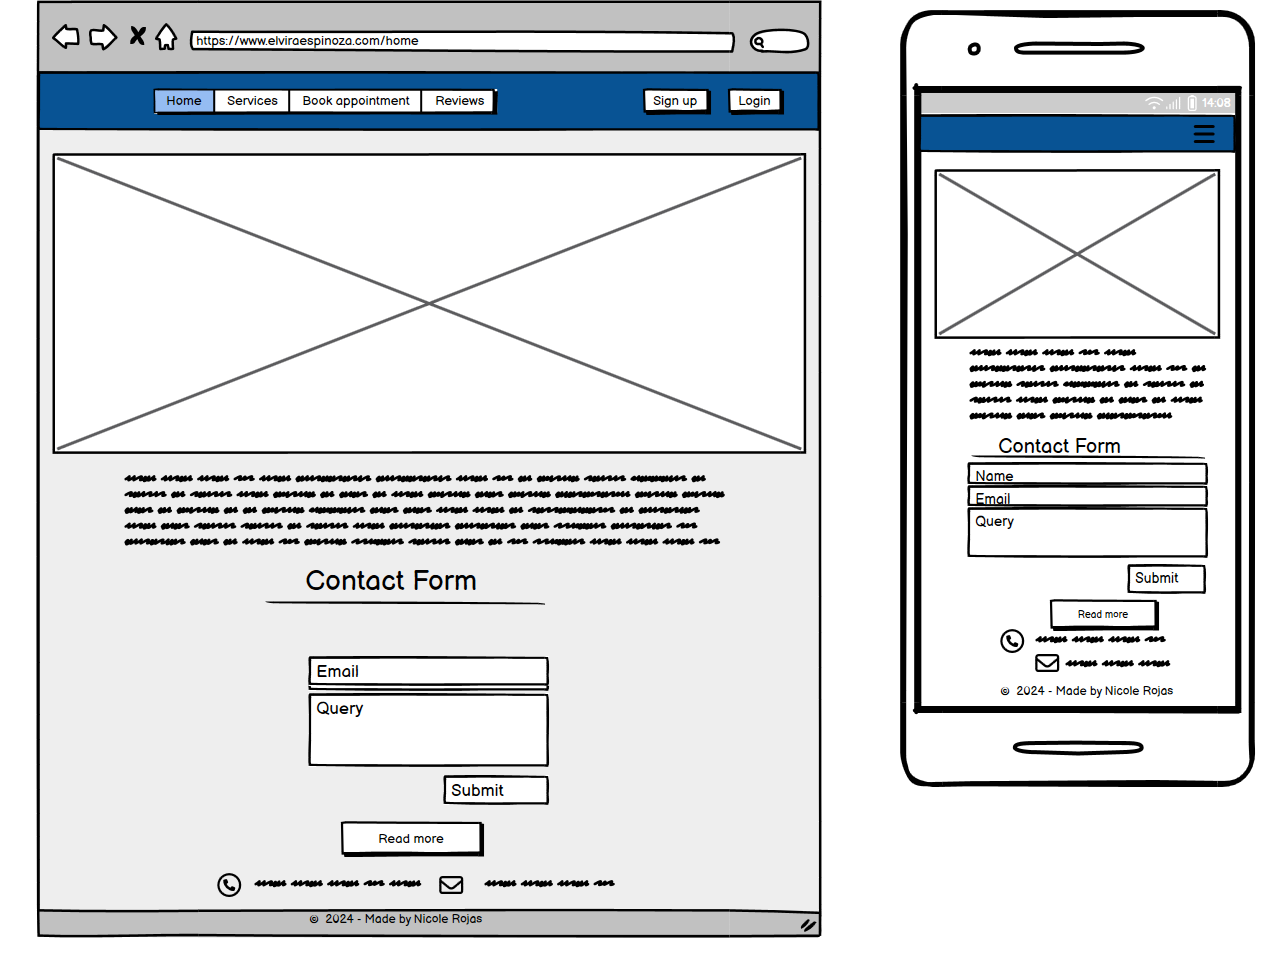 https://www.elviraespinoza.com/home
Home Services Book appointment Reviews Sign up Login
Contact Form
Email
Query
Submit
Read more
© 2024 - Made by Nicole Rojas
14:08
Contact Form
Name
Email
Query
Submit
Read more
© 2024 - Made by Nicole Rojas